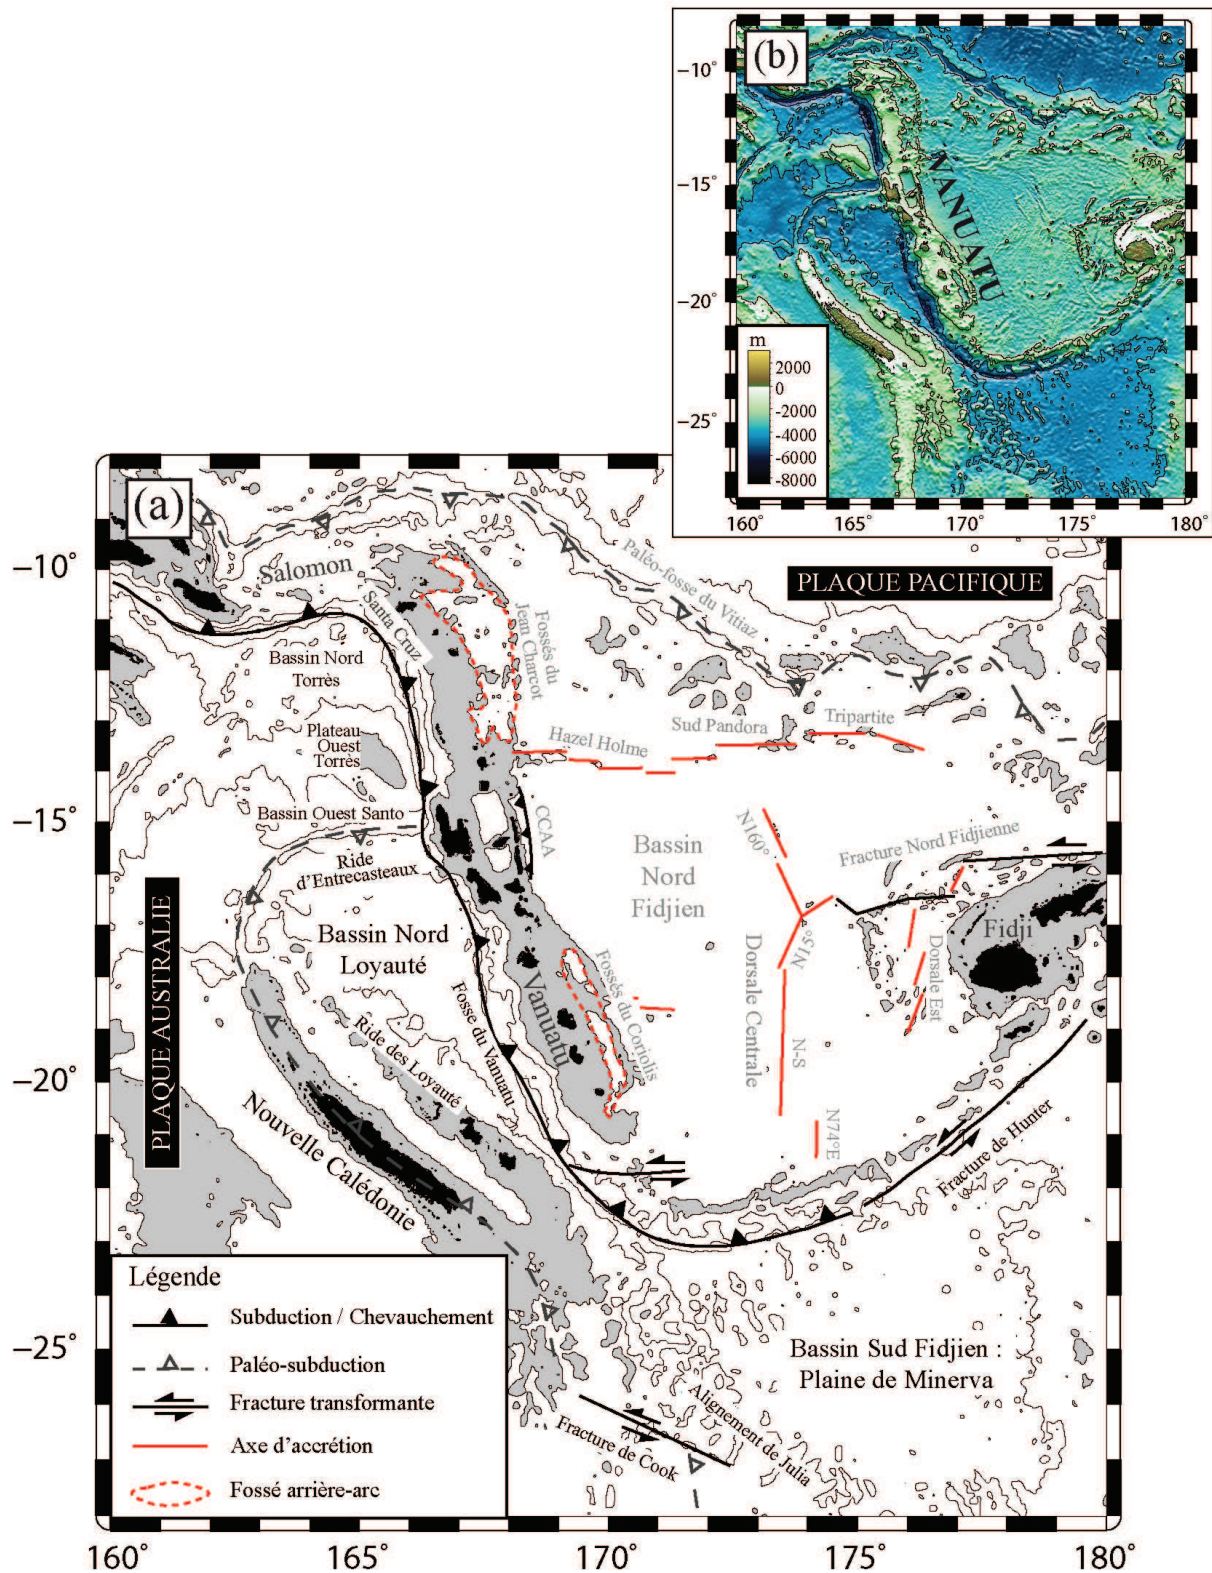 (b)
−10°
−15°
−20°
−25°
VANUATU
m
2000
0
-2000
-4000
-6000
-8000
160°
165°
170°
175°
180°
(a)
−10°
−15°
−20°
−25°
PLAQUE PACIFIQUE
Salomon
Paléo-fosse du Vitiaz
Santa Cruz
Fossés du
Jean Charcot
Bassin Nord
Torrès
Plateau
Ouest
Torrès
Hazel Holme
Sud Pandora
Tripartite
Bassin Ouest Santo
CCAA
Ride
d'Entrecasteaux
Bassin
Nord
Fidjien
N160°
Fracture Nord Fidjienne
Fidji
PLAQUE AUSTRALIE
Bassin Nord
Loyauté
N15°
Dorsale Est
Vanuatu
Fossés du Coriolis
Dorsale Centrale
N-S
Fosse du Vanuatu
Ride des Loyauté
Nouvelle Calédonie
N74°E
Fracture de Hunter
Légende
Subduction / Chevauchement
Paléo-subduction
Fracture transformante
Axe d'accrétion
Fossé arrière-arc
Bassin Sud Fidjien :
Plaine de Minerva
Alignement de Julia
Fracture de Cook
160°
165°
170°
175°
180°